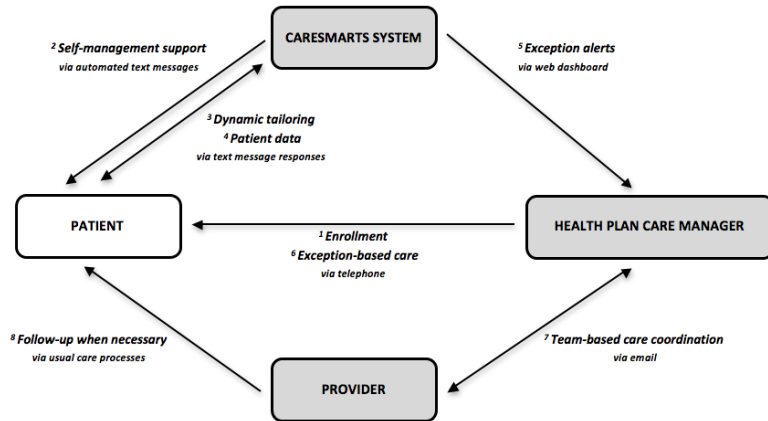 CARESMARTS SYSTEM
² Self-management support
via automated text messages
⁵ Exception alerts
via web dashboard
³ Dynamic tailoring
⁴ Patient data
via text message responses
PATIENT
HEALTH PLAN CARE MANAGER
¹ Enrollment
⁶ Exception-based care
via telephone
⁸ Follow-up when necessary
via usual care processes
⁷ Team-based care coordination
via email
PROVIDER